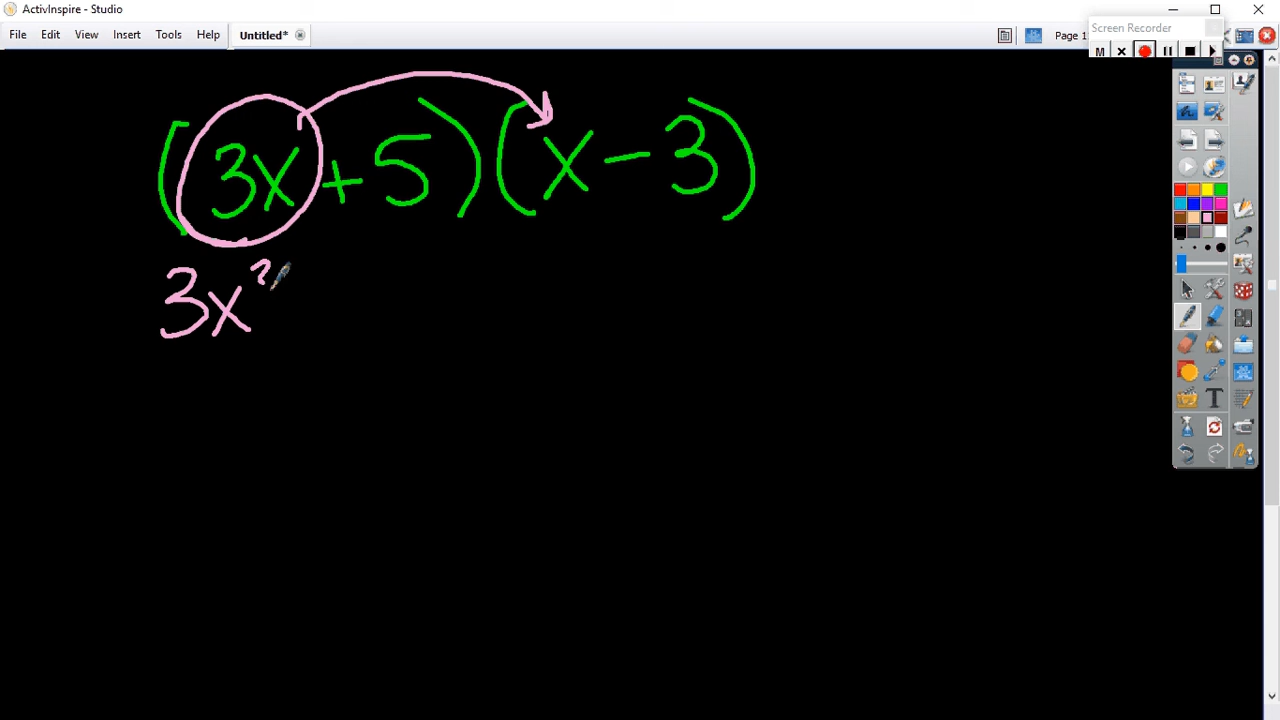 ActivInspire - Studio
Screen Recorder
File Edit View Insert Tools Help Untitled* Page 1
M
(3x+5)(x-3)
3x²
T